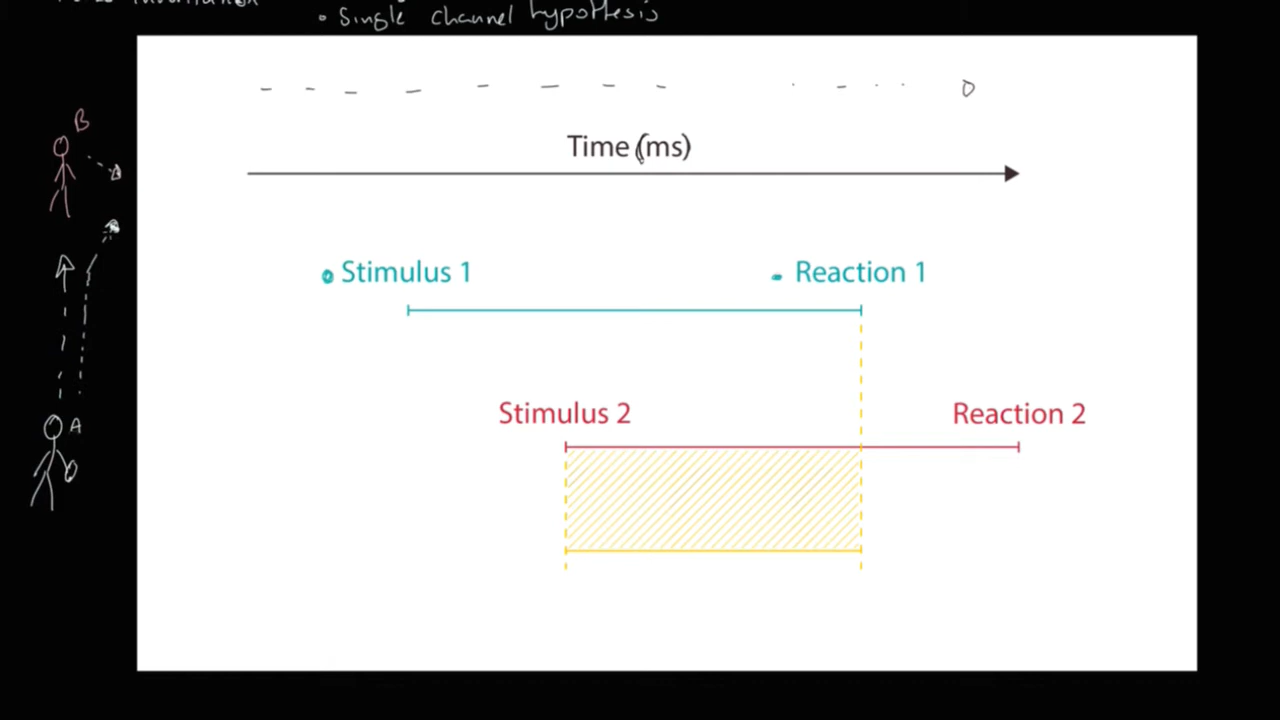 • Single channel hypothesis
B
Time (ms)
Stimulus 1
Reaction 1
Stimulus 2
Reaction 2
A